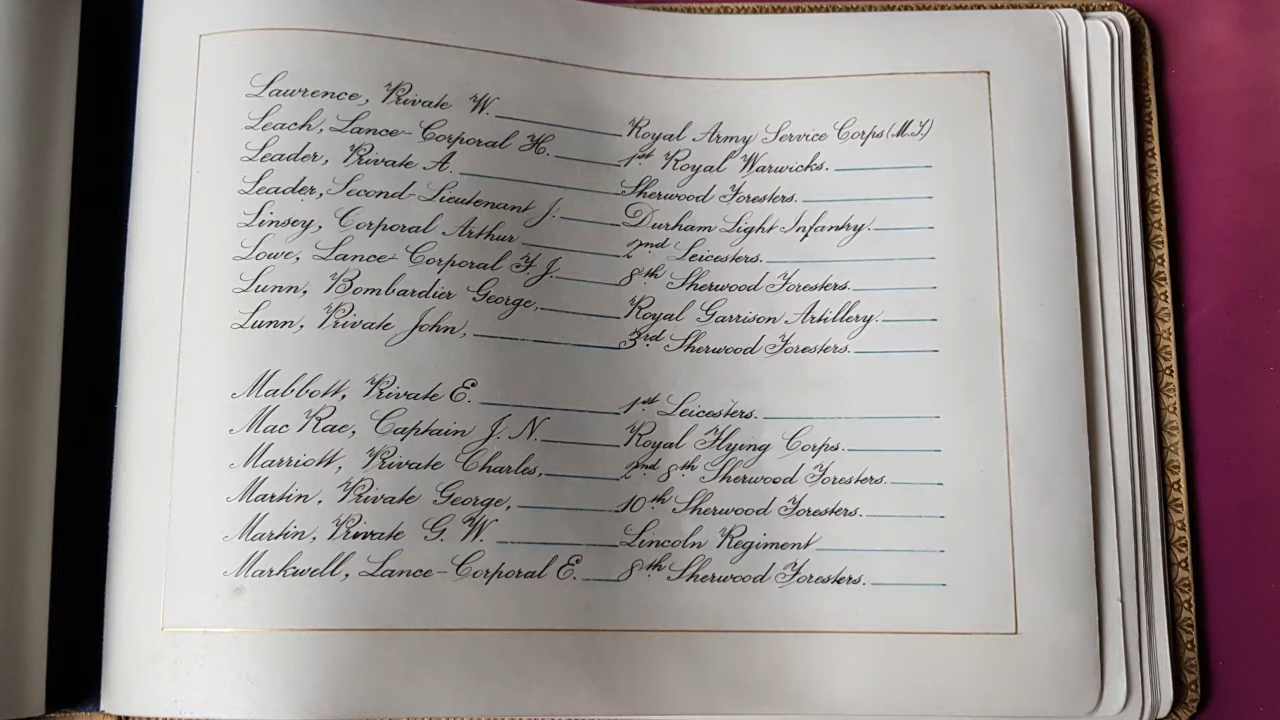 Lawrence, Private W. Royal Army Service Corps (M.T.)
Leach, Lance-Corporal H. 1st Royal Warwicks.
Leader, Private A. Sherwood Foresters.
Leader, Second-Lieutenant J. Durham Light Infantry.
Linsey, Corporal Arthur 2nd Leicesters.
Lowe, Lance-Corporal F. J. 8th Sherwood Foresters.
Lunn, Bombardier George, Royal Garrison Artillery.
Lunn, Private John, 3rd Sherwood Foresters.
Mabbott, Private E. 1st Leicesters.
Mac Rae, Captain J. N. Royal Flying Corps.
Marriott, Private Charles, 2nd 8th Sherwood Foresters.
Martin, Private George, 10th Sherwood Foresters.
Martin, Private G. W. Lincoln Regiment
Markwell, Lance-Corporal E. 8th Sherwood Foresters.